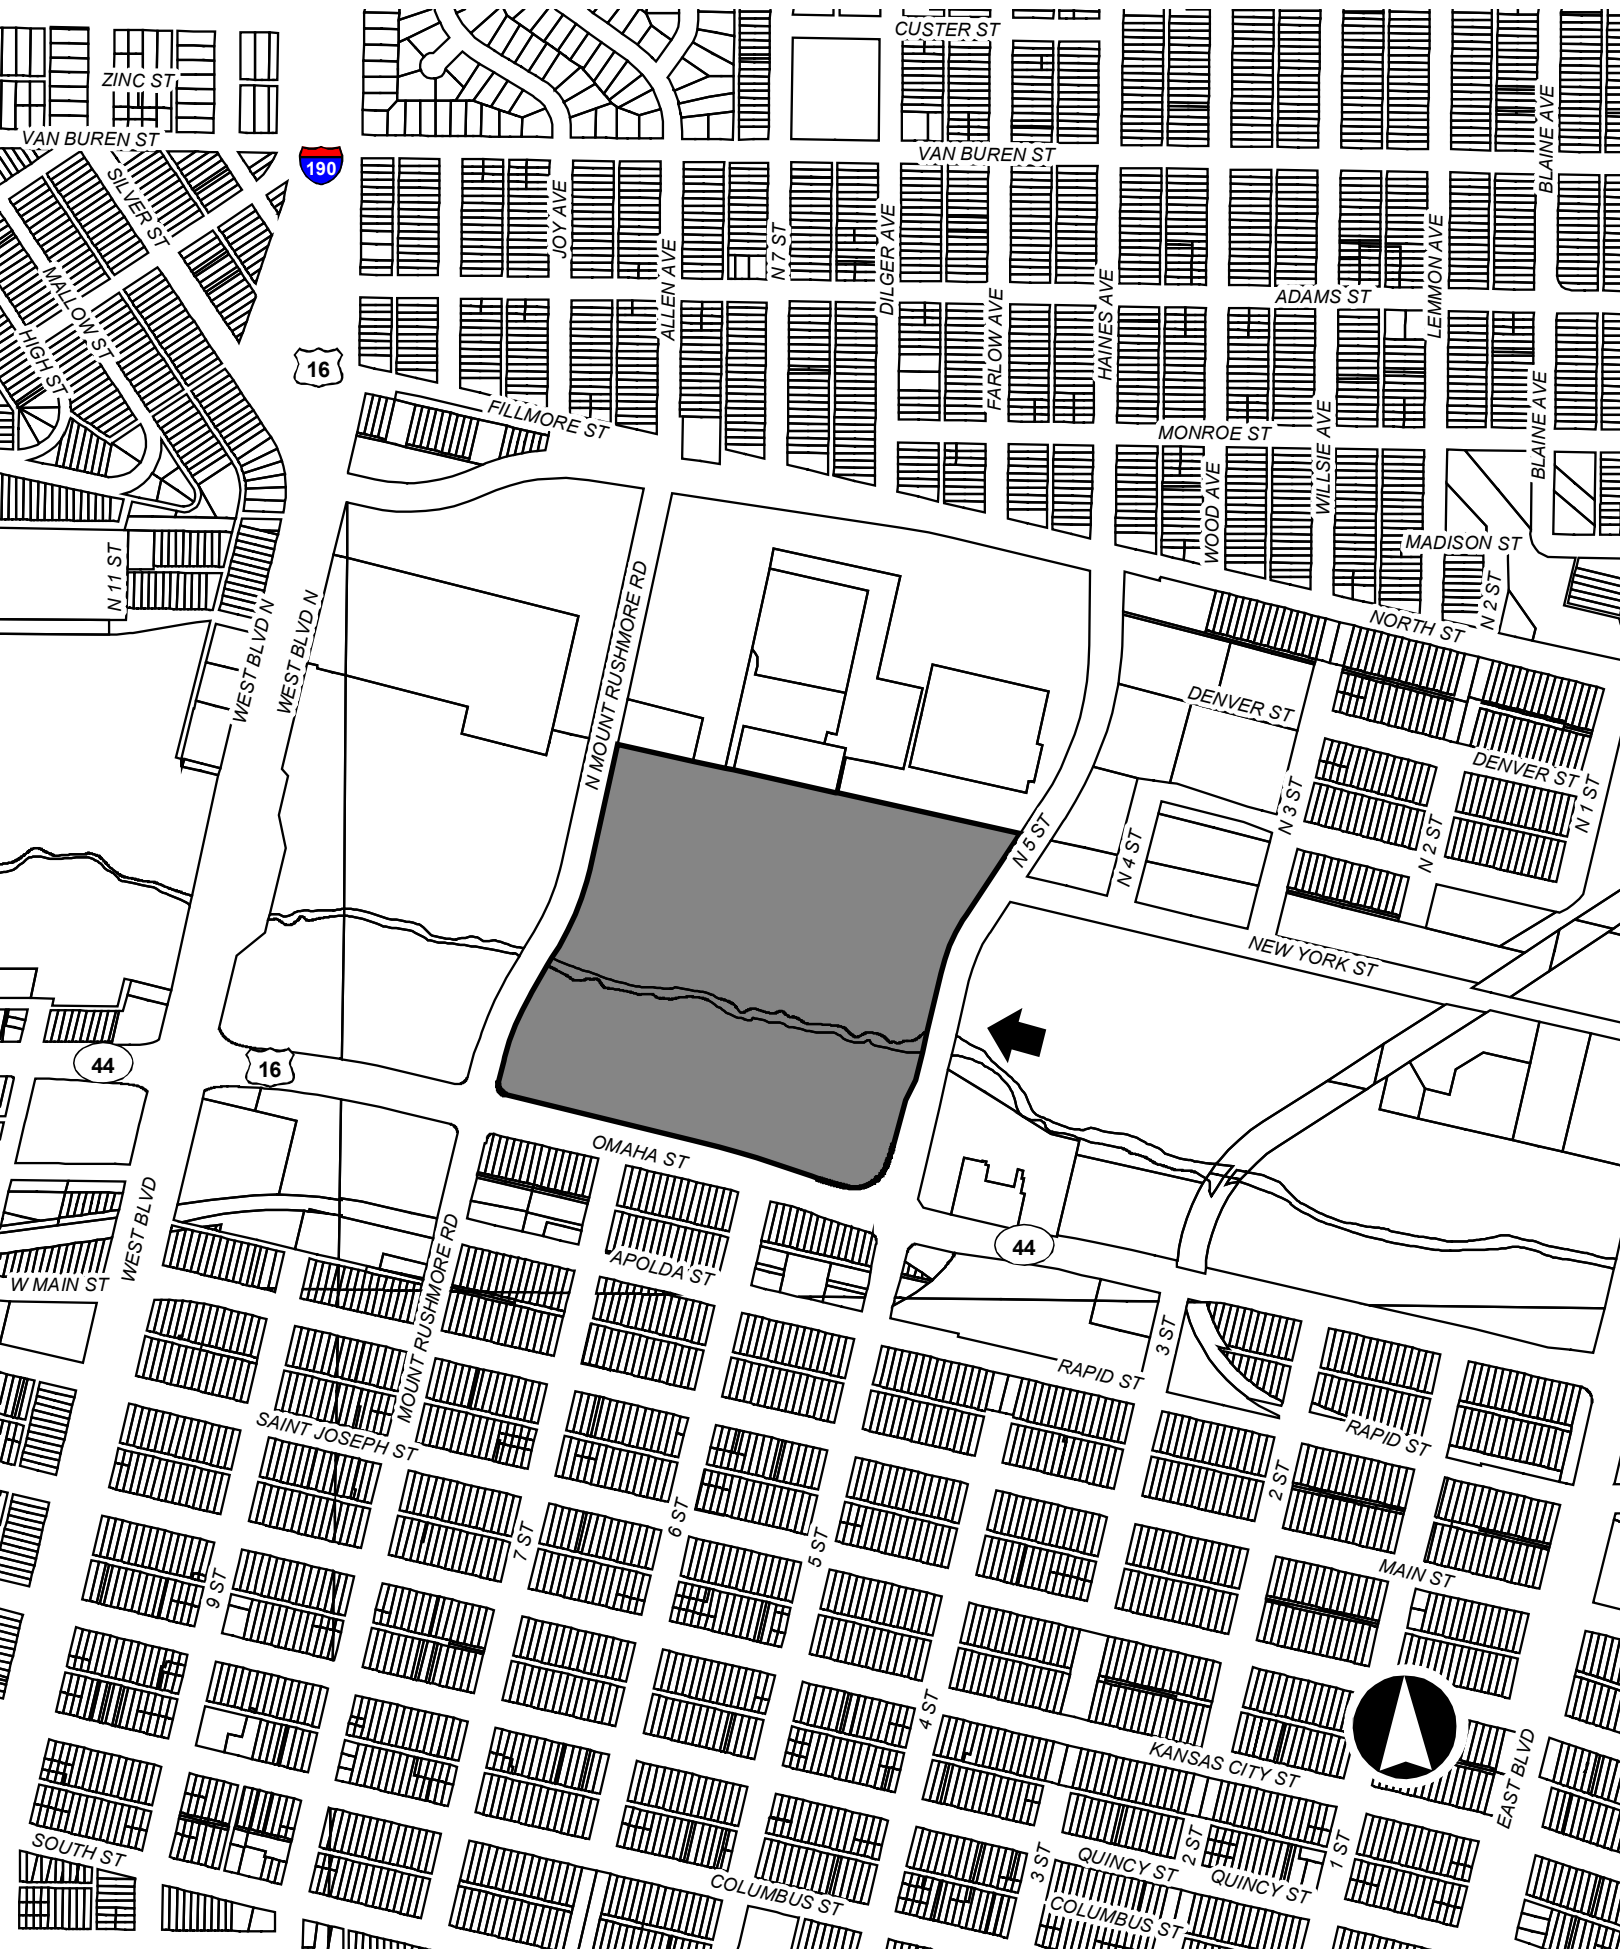 CUSTER ST
ZINC ST
VAN BUREN ST
BLAINE AVE
VAN BUREN ST
190
SILVER ST
JOY AVE
N 7 ST
DILGER AVE
ALLEN AVE
LEMMON AVE
MALLOW ST
HAINES AVE
FARLOW AVE
ADAMS ST
HIGH ST
16
FILLMORE ST
MONROE ST
WILLSIE AVE
BLAINE AVE
WOOD AVE
MADISON ST
N 11 ST
N 2 ST
NORTH ST
WEST BLVD N
WEST BLVD N
N MOUNT RUSHMORE RD
DENVER ST
DENVER ST
N 3 ST
N 1 ST
N 5 ST
N 4 ST
N 2 ST
NEW YORK ST
44
16
OMAHA ST
WEST BLVD
44
APOLDA ST
W MAIN ST
MOUNT RUSHMORE RD
3 ST
RAPID ST
SAINT JOSEPH ST
RAPID ST
2 ST
6 ST
7 ST
5 ST
MAIN ST
9 ST
4 ST
KANSAS CITY ST
EAST BLVD
SOUTH ST
3 ST
2 ST
1 ST
QUINCY ST
QUINCY ST
COLUMBUS ST
COLUMBUS ST